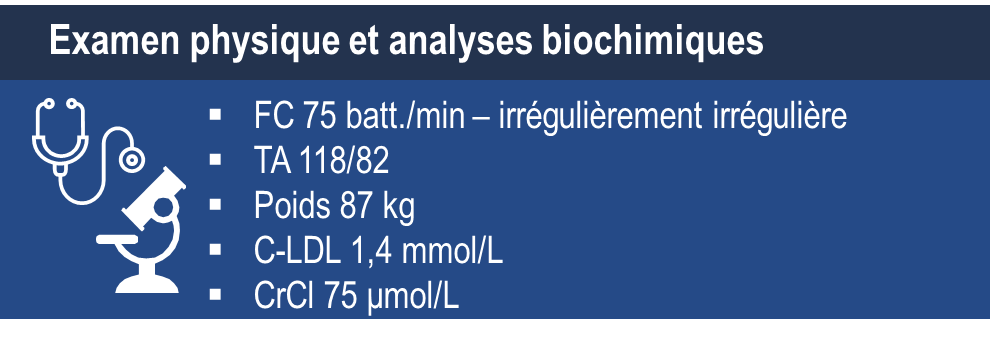 Examen physique et analyses biochimiques
▪ FC 75 batt./min – irrégulièrement irrégulière
▪ TA 118/82
▪ Poids 87 kg
▪ C-LDL 1,4 mmol/L
▪ CrCl 75 µmol/L